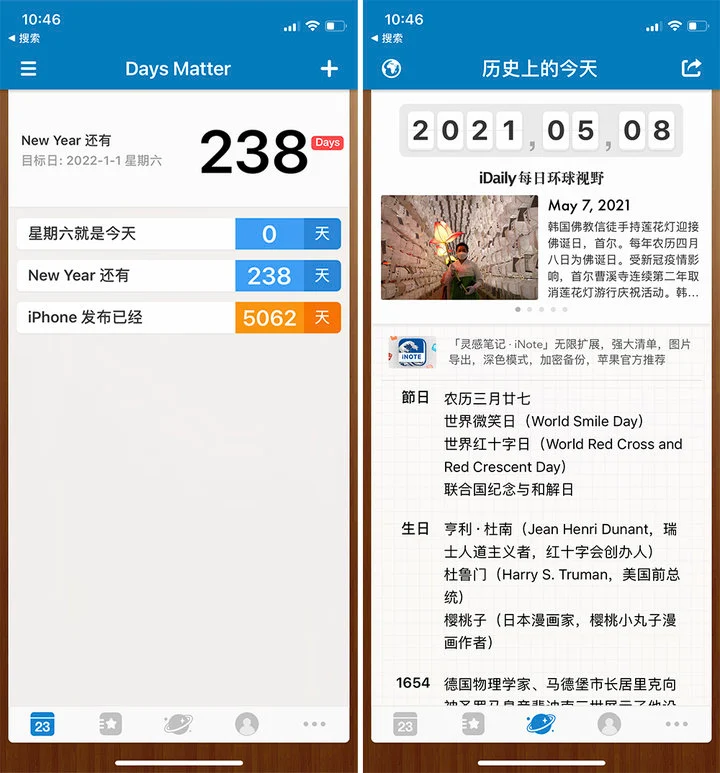 10:46
◀ 搜索
Days Matter
New Year 还有
目标日: 2022-1-1 星期六
238
Days
星期六就是今天 0 天
New Year 还有 238 天
iPhone 发布已经 5062 天
23
10:46
◀ 搜索
历史上的今天
2021,05,08
iDaily 每日环球视野
May 7, 2021
韩国佛教信徒手持莲花灯迎接
佛诞日，首尔。每年农历四月
八日为佛诞日。受新冠疫情影
响，首尔曹溪寺连续第二年取
消莲花灯游行庆祝活动。韩...
iNOTE
「灵感笔记 · iNote」无限扩展，强大清单，图片
导出，深色模式，加密备份，苹果官方推荐
節日 农历三月廿七
世界微笑日（World Smile Day）
世界红十字日（World Red Cross and
Red Crescent Day）
联合国纪念与和解日
生日 亨利 · 杜南（Jean Henri Dunant，瑞
士人道主义者，红十字会创办人）
杜鲁门（Harry S. Truman，美国前总
统）
樱桃子（日本漫画家，樱桃小丸子漫
画作者）
1654 德国物理学家、马德堡市长居里克向
23